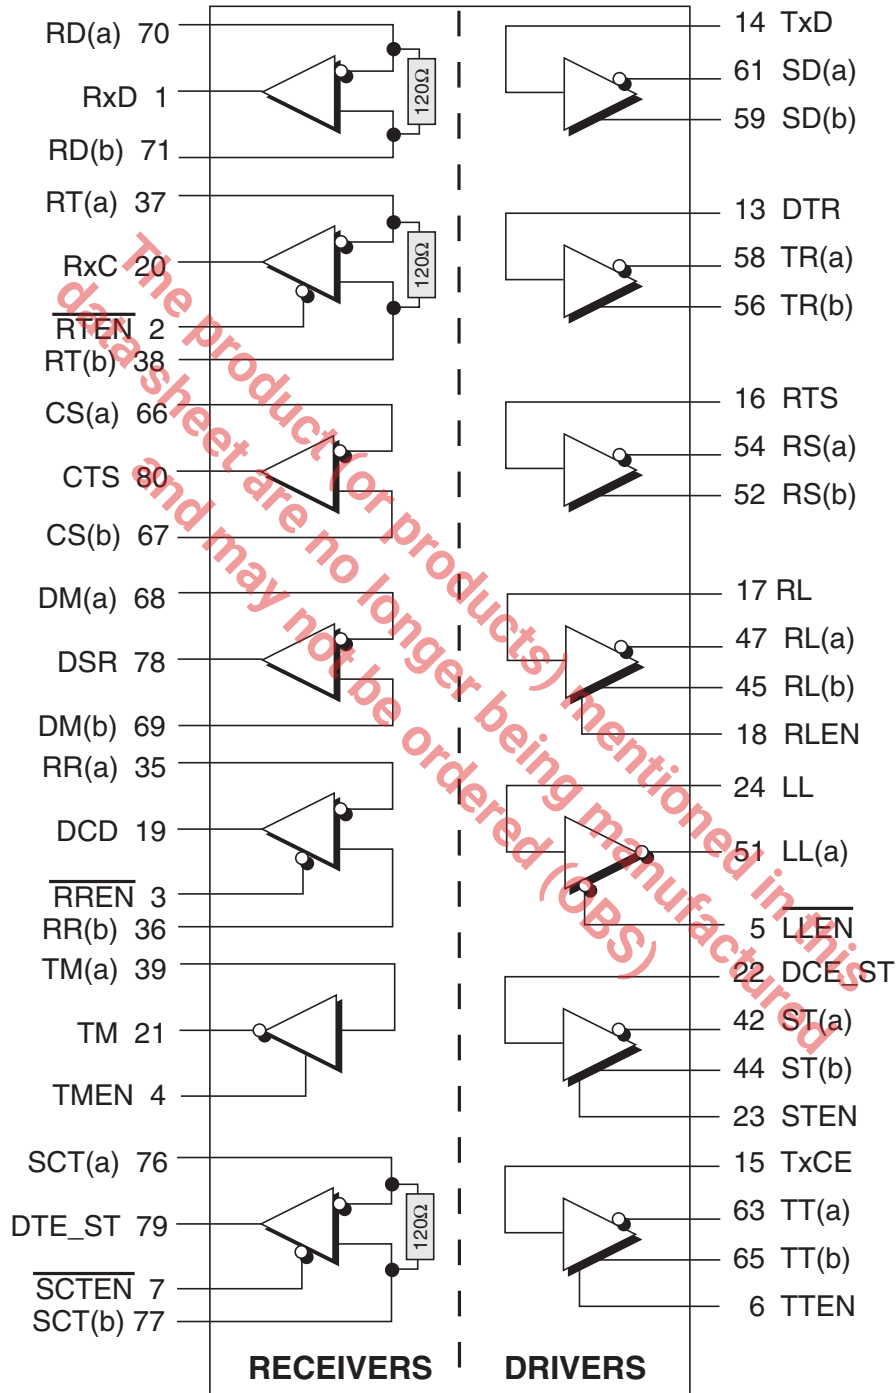 RD(a) 70
RxD 1
RD(b) 71
120Ω
RT(a) 37
RxC 20
RTEN 2
RT(b) 38
120Ω
CS(a) 66
CTS 80
CS(b) 67
DM(a) 68
DSR 78
DM(b) 69
RR(a) 35
DCD 19
RREN 3
RR(b) 36
TM(a) 39
TM 21
TMEN 4
SCT(a) 76
DTE_ST 79
SCTEN 7
SCT(b) 77
120Ω
RECEIVERS
14 TxD
61 SD(a)
59 SD(b)
13 DTR
58 TR(a)
56 TR(b)
16 RTS
54 RS(a)
52 RS(b)
17 RL
47 RL(a)
45 RL(b)
18 RLEN
24 LL
51 LL(a)
5 LLEN
22 DCE_ST
42 ST(a)
44 ST(b)
23 STEN
15 TxCE
63 TT(a)
65 TT(b)
6 TTEN
DRIVERS
The product (or products) mentioned in this
data sheet are no longer being manufactured
and may not be ordered (OBS)